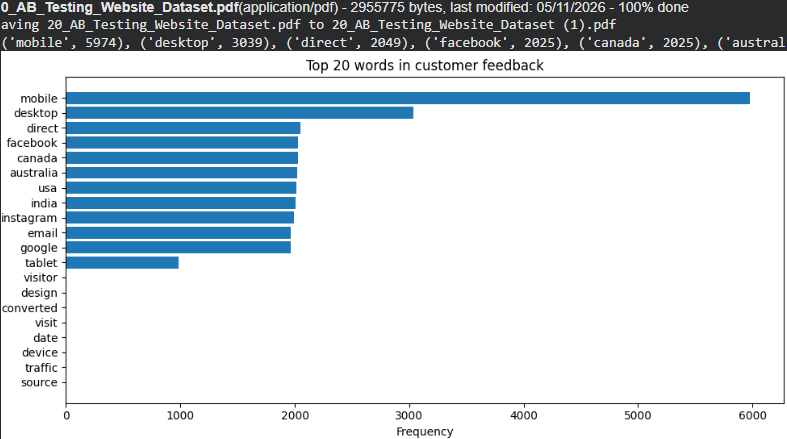 0_AB_Testing_Website_Dataset.pdf(application/pdf) - 2955775 bytes, last modified: 05/11/2026 - 100% done
aving 20_AB_Testing_Website_Dataset.pdf to 20_AB_Testing_Website_Dataset (1).pdf
('mobile', 5974), ('desktop', 3039), ('direct', 2049), ('facebook', 2025), ('canada', 2025), ('austral
Top 20 words in customer feedback
mobile
desktop
direct
facebook
canada
australia
usa
india
instagram
email
google
tablet
visitor
design
converted
visit
date
device
traffic
source
0 1000 2000 3000 4000 5000 6000
Frequency